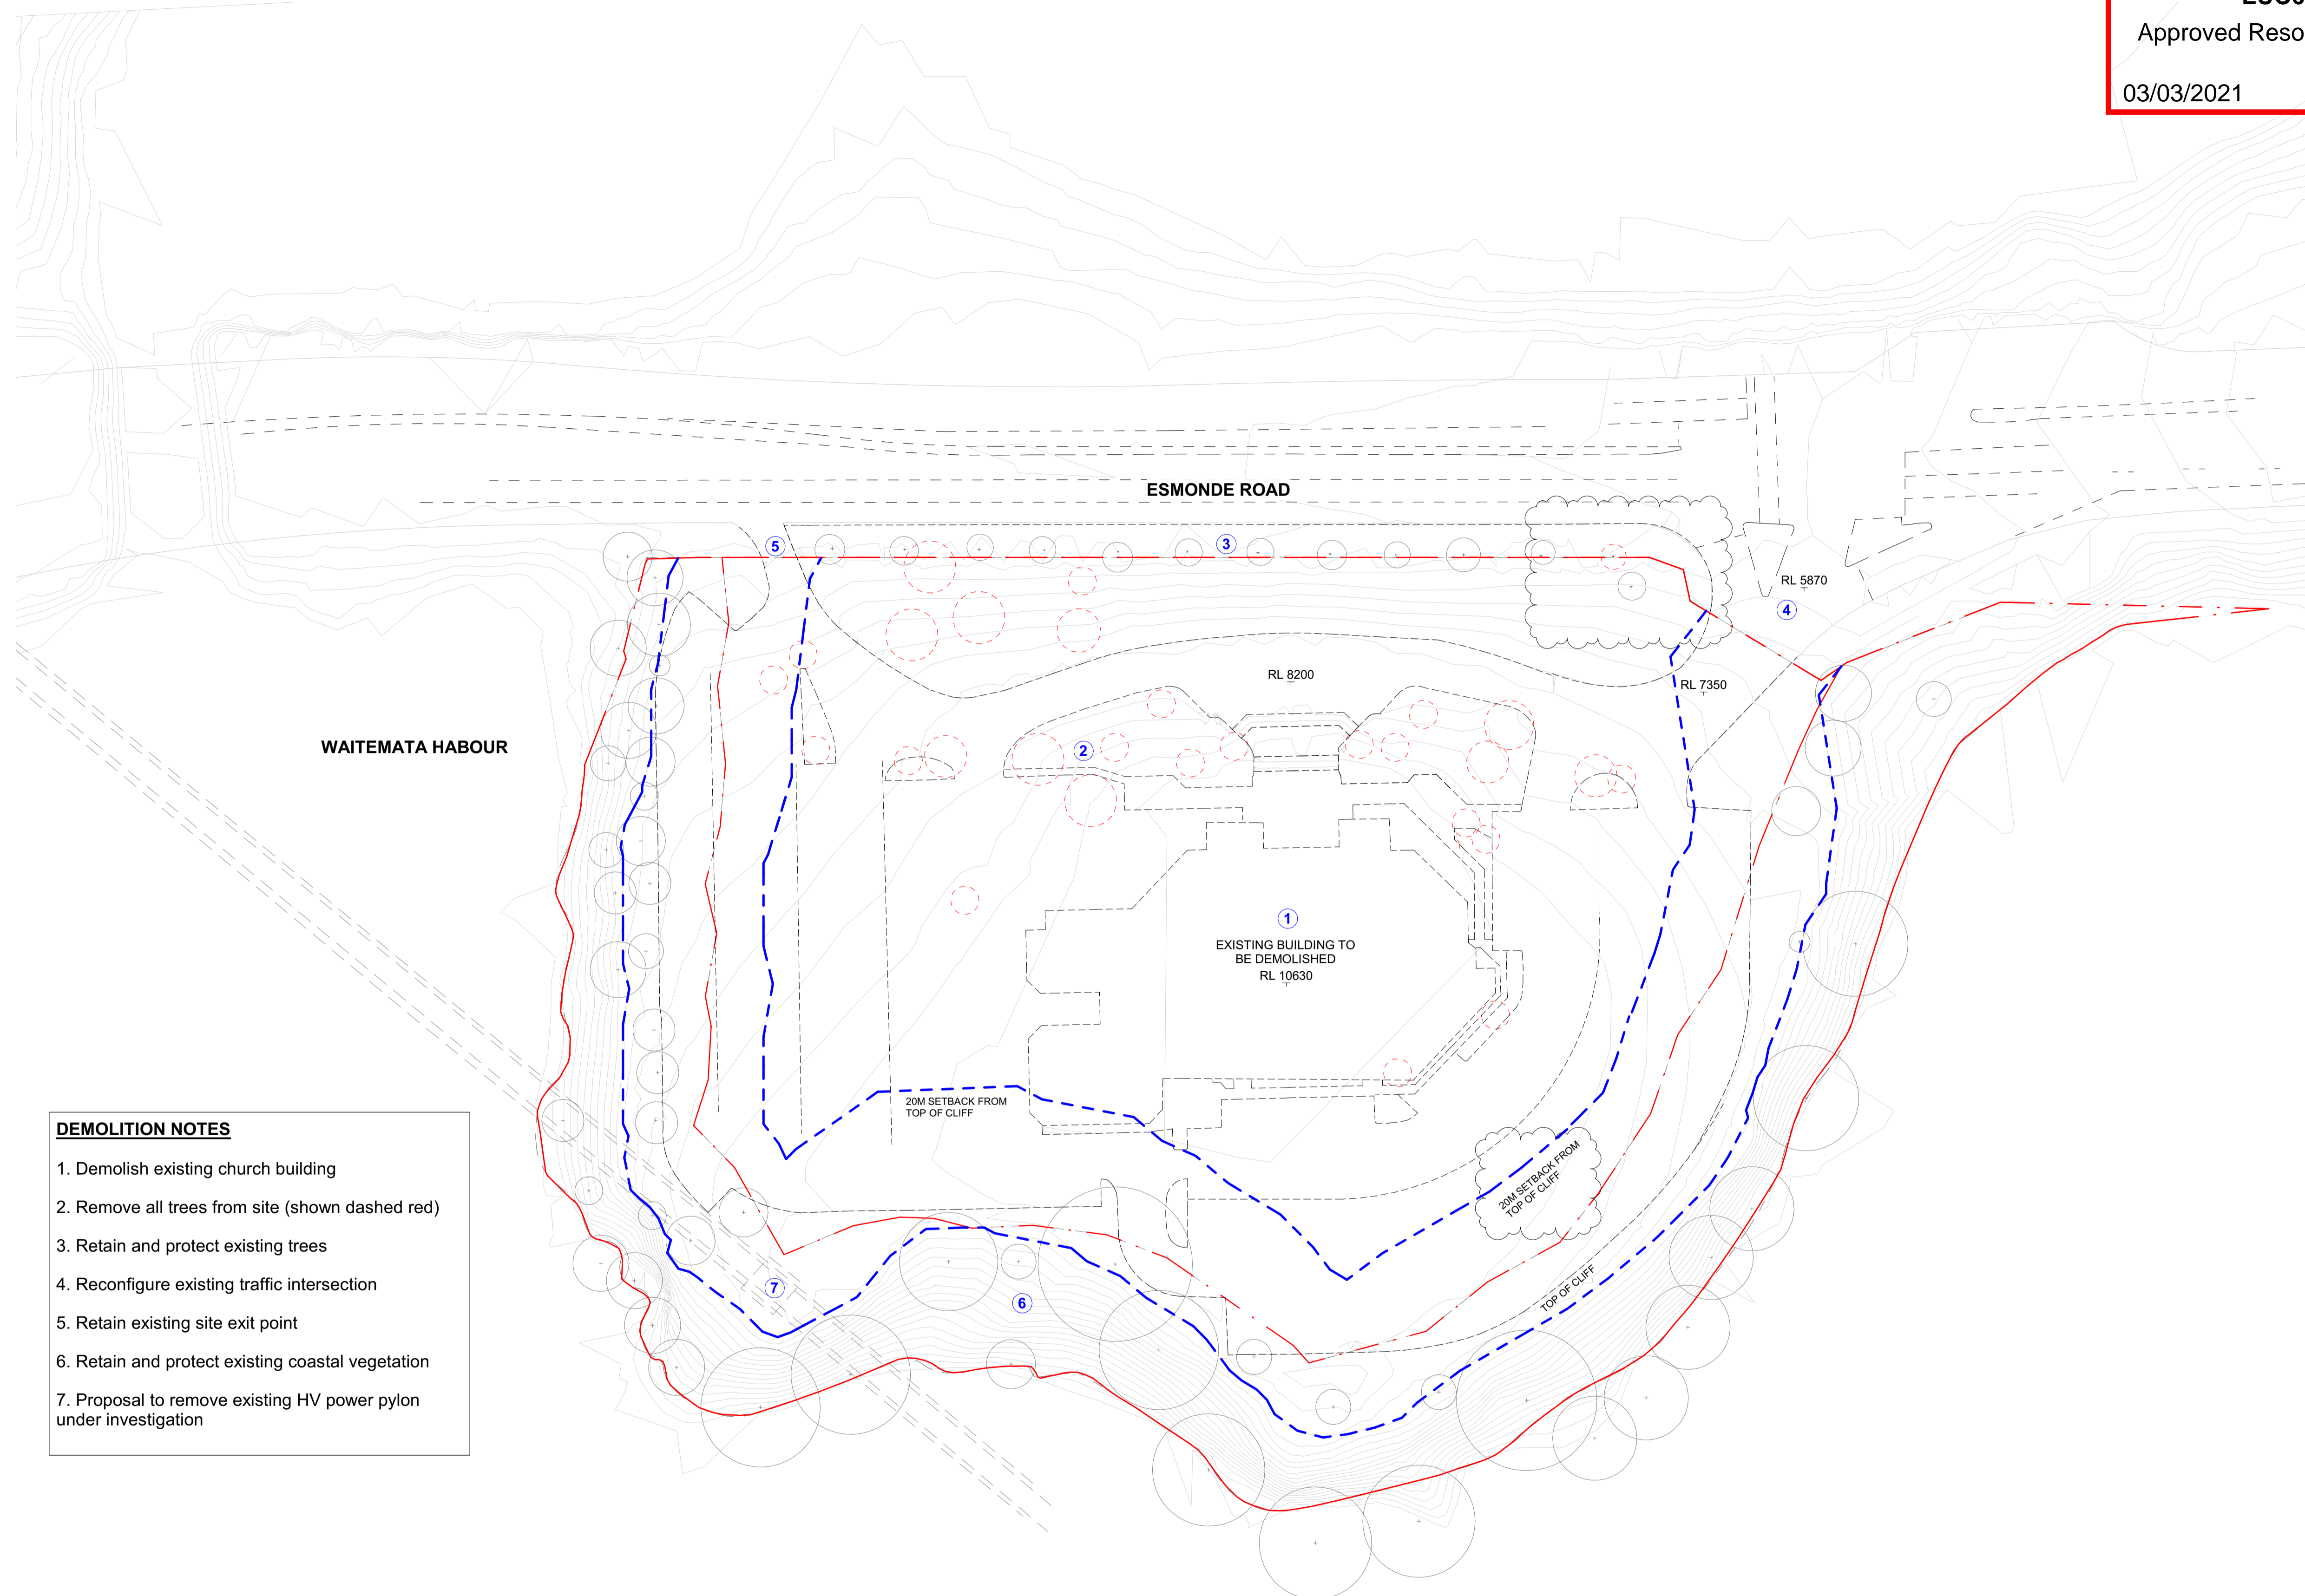 Approved Reso
03/03/2021
ESMONDE ROAD
5
3
RL 5870
4
RL 8200
RL 7350
WAITEMATA HABOUR
2
1
EXISTING BUILDING TO
BE DEMOLISHED
RL 10630
20M SETBACK FROM
TOP OF CLIFF
20M SETBACK FROM
TOP OF CLIFF
TOP OF CLIFF
7
6
DEMOLITION NOTES
1. Demolish existing church building
2. Remove all trees from site (shown dashed red)
3. Retain and protect existing trees
4. Reconfigure existing traffic intersection
5. Retain existing site exit point
6. Retain and protect existing coastal vegetation
7. Proposal to remove existing HV power pylon
under investigation